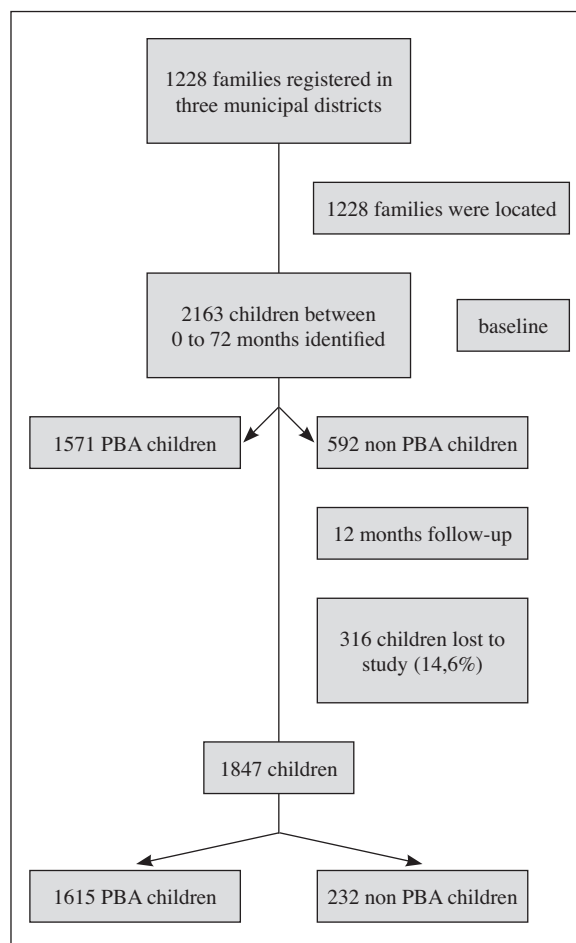 1228 families registered in
three municipal districts
1228 families were located
2163 children between
0 to 72 months identified
baseline
1571 PBA children
592 non PBA children
12 months follow-up
316 children lost to
study (14,6%)
1847 children
1615 PBA children
232 non PBA children